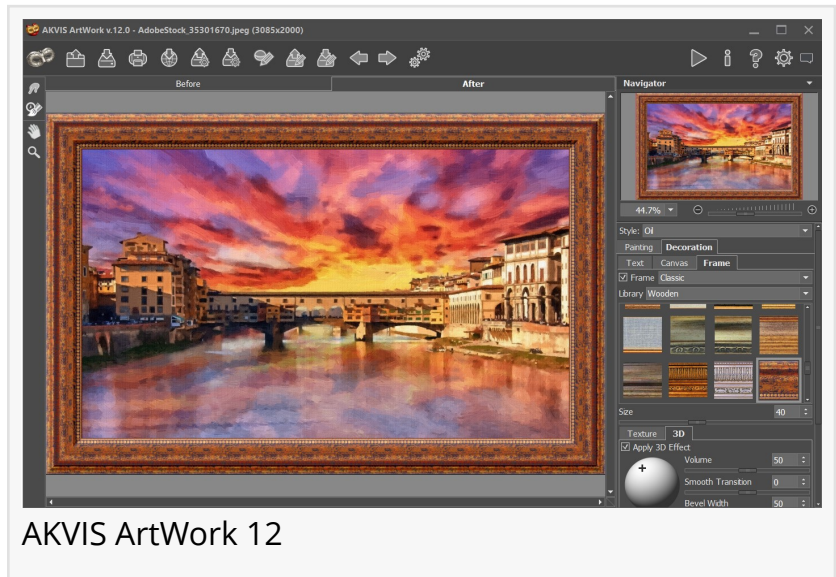 AKVIS ArtWork v.12.0 - AdobeStock_35301670.jpeg (3085x2000)
Before
After
Navigator
44.7%
Style: Oil
Painting Decoration
Text Canvas Frame
Frame Classic
Library Wooden
Size 40
Texture 3D
Apply 3D Effect
Volume 50
Smooth Transition 0
Bevel Width 50
AKVIS ArtWork 12